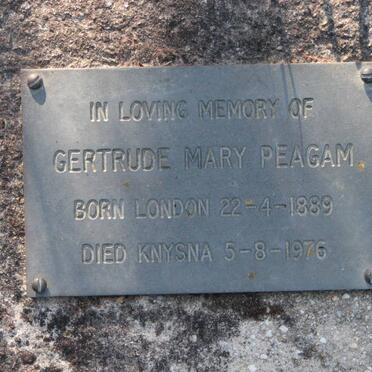 IN LOVING MEMORY OF
GERTRUDE MARY PEAGAM
BORN LONDON 22-4-1889
DIED KNYSNA 5-8-1976